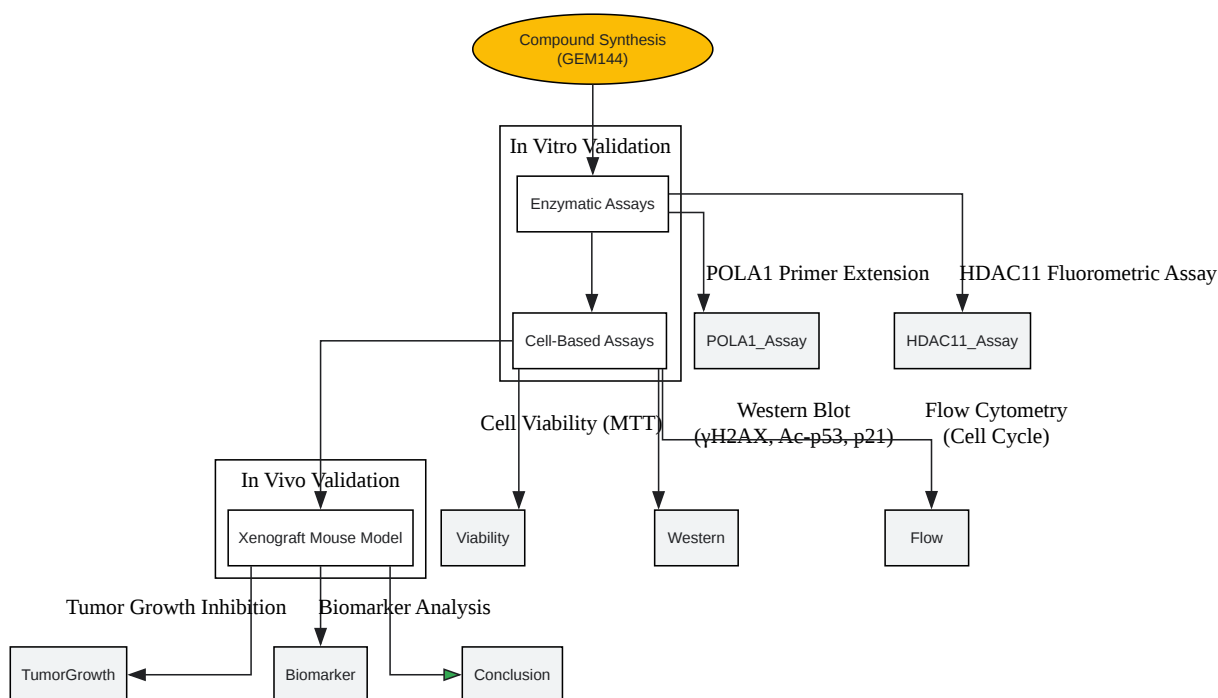 Compound Synthesis
(GEM144)
In Vitro Validation
Enzymatic Assays
POLA1 Primer Extension
HDAC11 Fluorometric Assay
Cell-Based Assays
POLA1_Assay
HDAC11_Assay
Cell Viability (MTT)
Western Blot
(γH2AX, Ac-p53, p21)
Flow Cytometry
(Cell Cycle)
In Vivo Validation
Xenograft Mouse Model
Viability
Western
Flow
Tumor Growth Inhibition
Biomarker Analysis
TumorGrowth
Biomarker
Conclusion